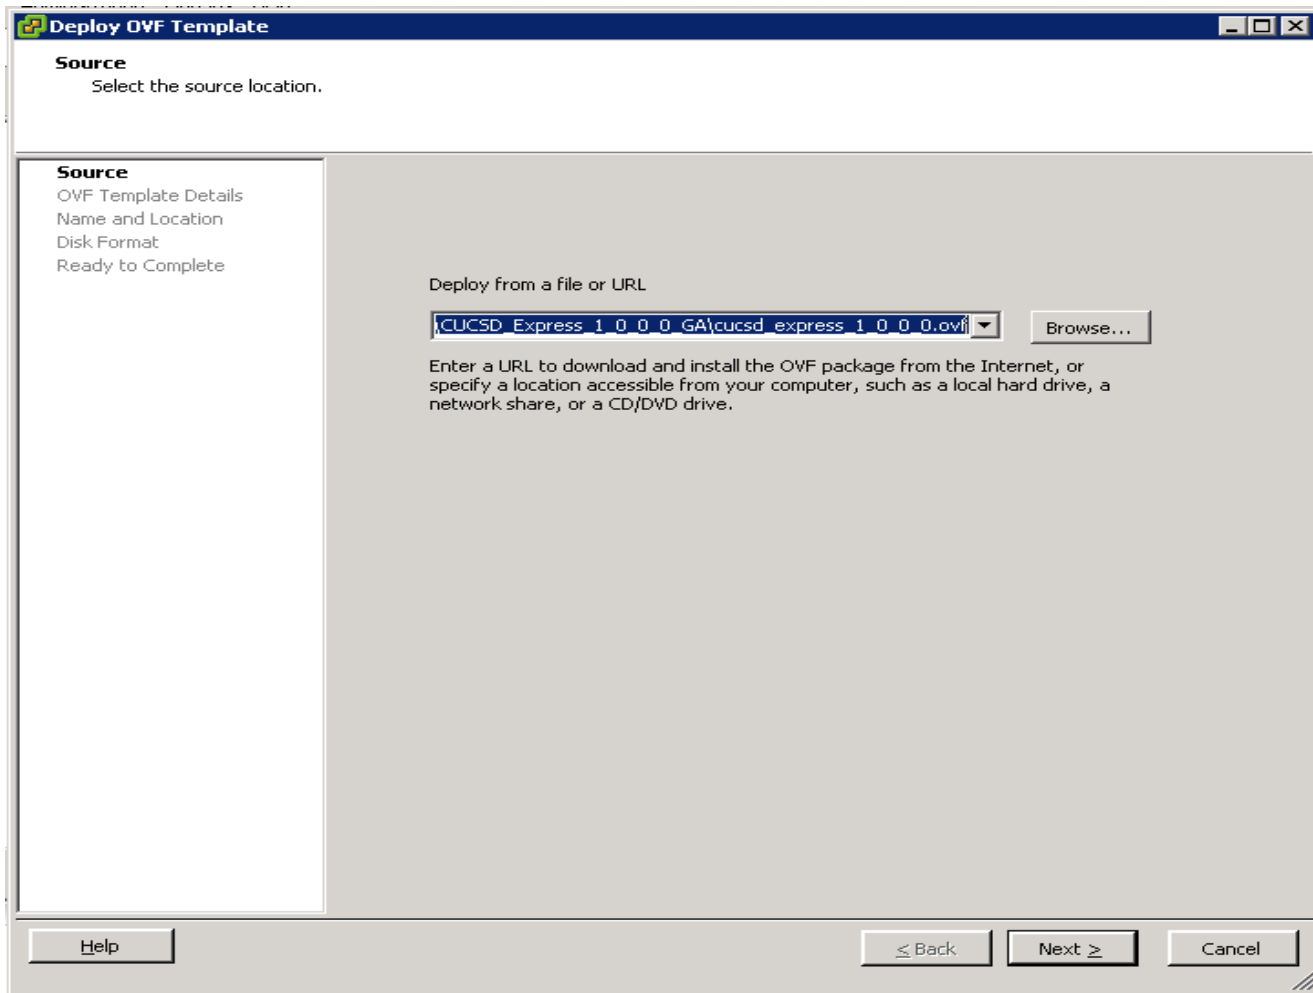 Deploy OVF Template
Source
Select the source location.
Source
OVF Template Details
Name and Location
Disk Format
Ready to Complete
Deploy from a file or URL
\CUCSD_Express_1_0_0_0_GA\cucsd_express_1_0_0_0.ovf
Browse...
Enter a URL to download and install the OVF package from the Internet, or
specify a location accessible from your computer, such as a local hard drive, a
network share, or a CD/DVD drive.
Help
≤ Back
Next ≥
Cancel